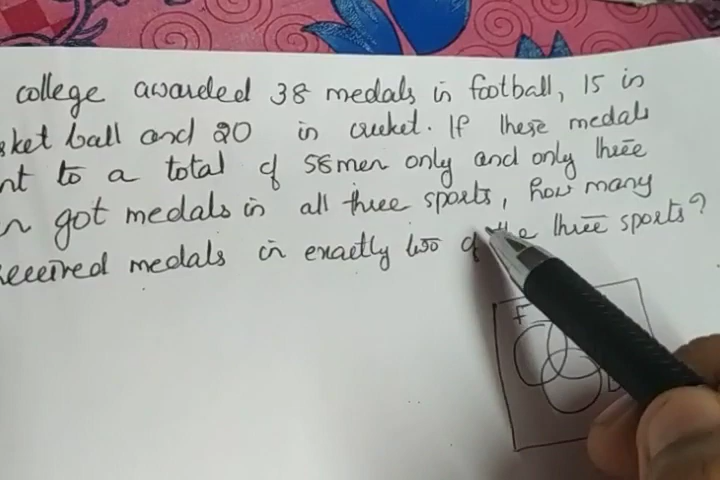 college awarded 38 medals in football, 15 in
ket ball and 20 in cricket. If these medals
nt to a total of 58 men only and only three
n got medals in all three sports, how many
received medals in exactly two of the three sports?
F